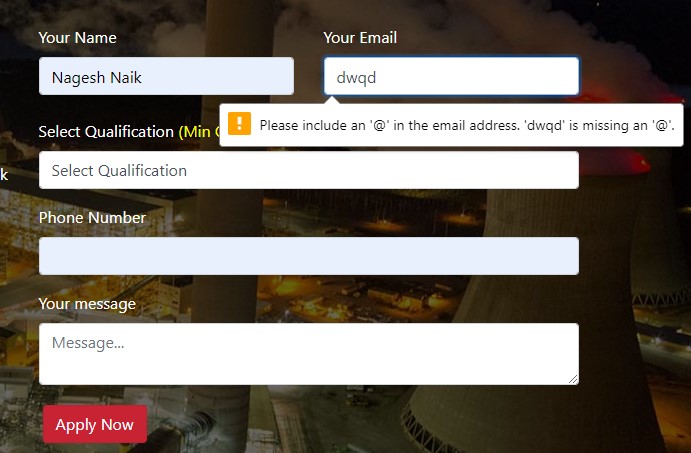 Your Name
Your Email
Nagesh Naik
dwqd
Please include an '@' in the email address. 'dwqd' is missing an '@'.
Select Qualification (Min
k
Select Qualification
Phone Number
Your message
Message...
Apply Now